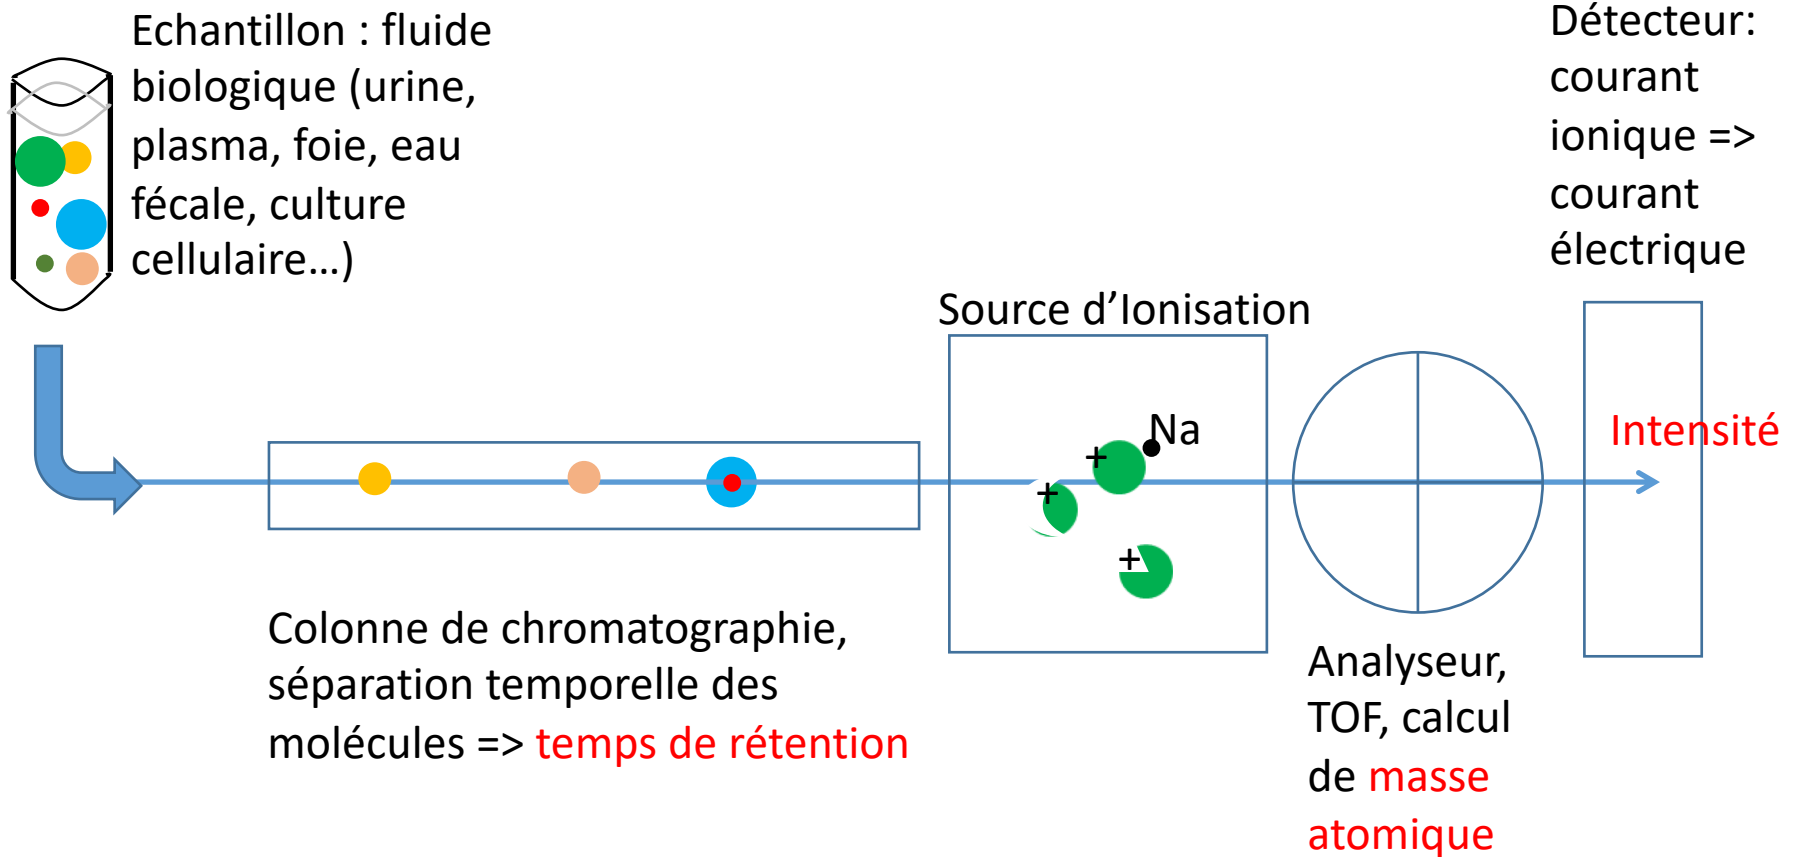 Echantillon : fluide
biologique (urine,
plasma, foie, eau
fécale, culture
cellulaire…)
Détecteur:
courant
ionique =>
courant
électrique
Source d’Ionisation
Na
+
+
+
Intensité
Colonne de chromatographie,
séparation temporelle des
molécules => temps de rétention
Analyseur,
TOF, calcul
de masse
atomique